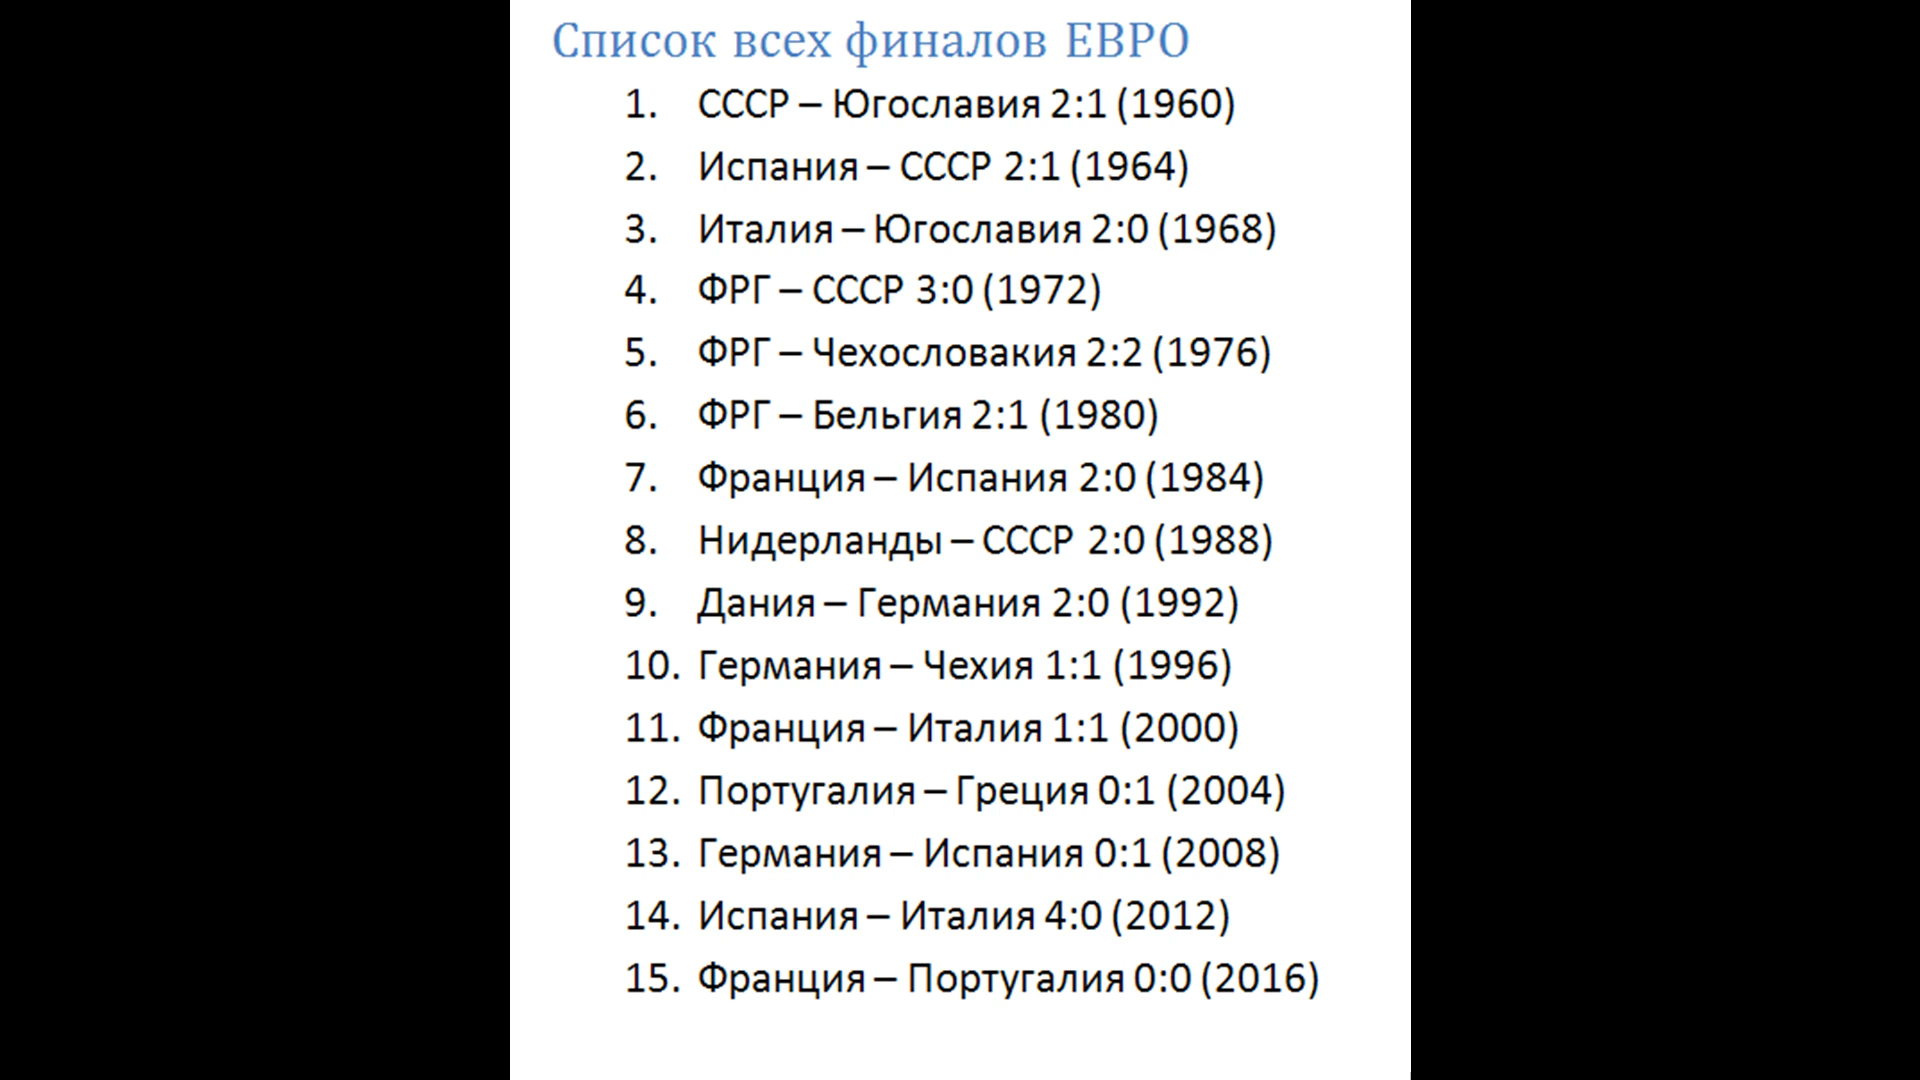 Список всех финалов ЕВРО
1. СССР – Югославия 2:1 (1960)
2. Испания – СССР 2:1 (1964)
3. Италия – Югославия 2:0 (1968)
4. ФРГ – СССР 3:0 (1972)
5. ФРГ – Чехословакия 2:2 (1976)
6. ФРГ – Бельгия 2:1 (1980)
7. Франция – Испания 2:0 (1984)
8. Нидерланды – СССР 2:0 (1988)
9. Дания – Германия 2:0 (1992)
10. Германия – Чехия 1:1 (1996)
11. Франция – Италия 1:1 (2000)
12. Португалия – Греция 0:1 (2004)
13. Германия – Испания 0:1 (2008)
14. Испания – Италия 4:0 (2012)
15. Франция – Португалия 0:0 (2016)